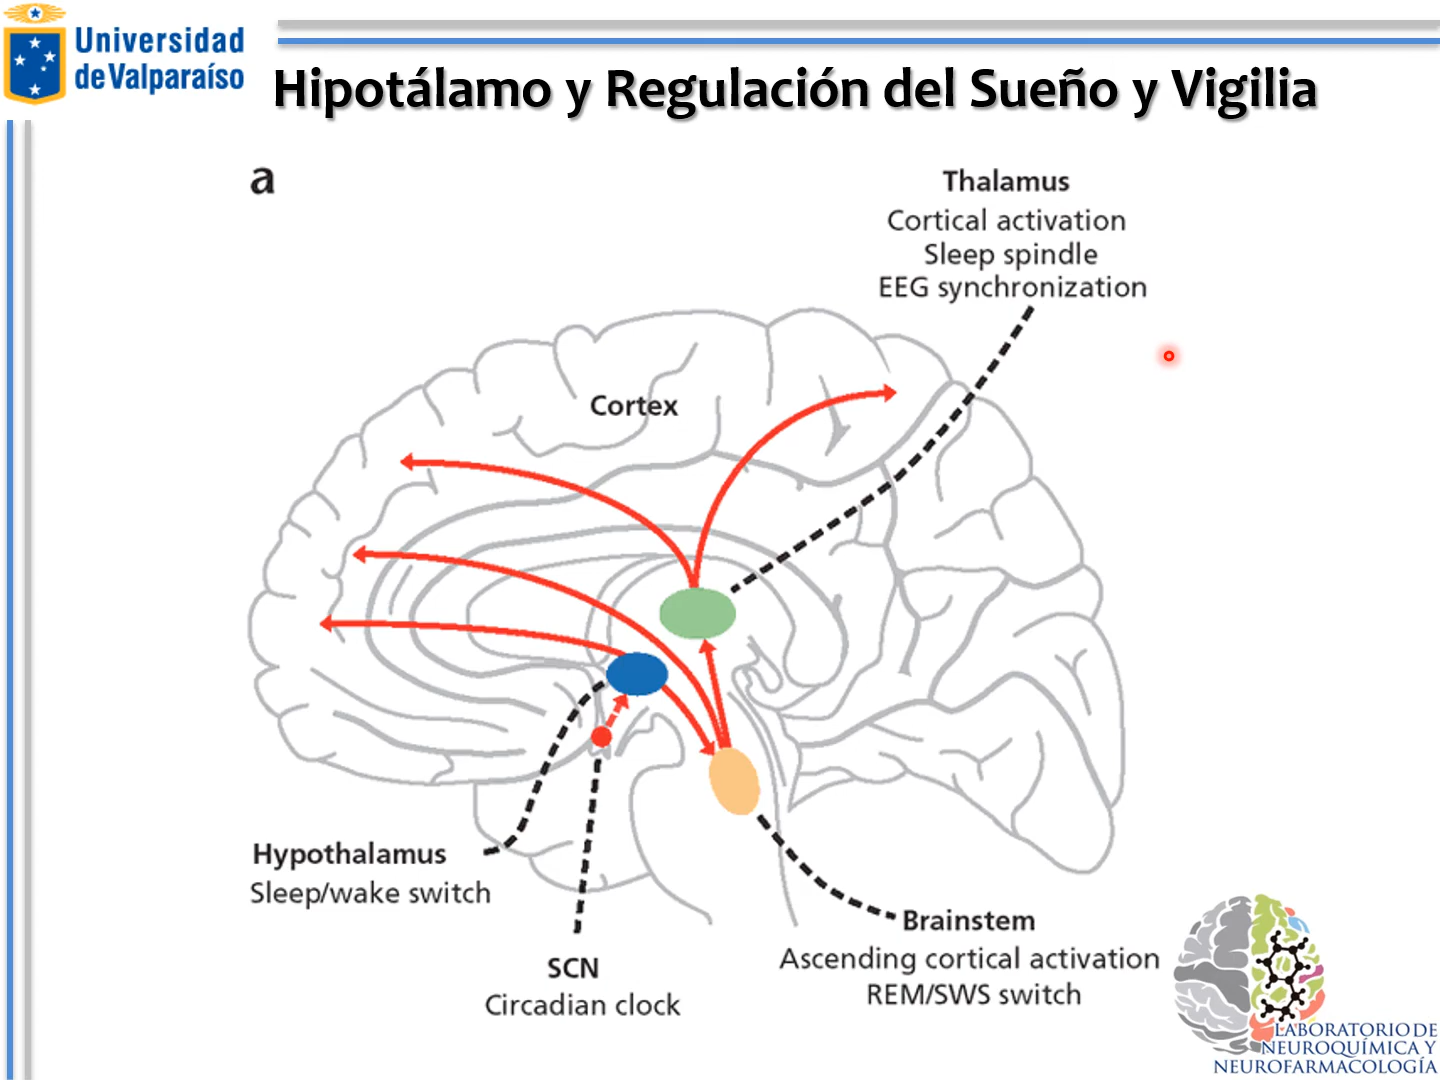 Universidad
de Valparaíso
Hipotálamo y Regulación del Sueño y Vigilia
a
Thalamus
Cortical activation
Sleep spindle
EEG synchronization
Cortex
Hypothalamus
Sleep/wake switch
SCN
Circadian clock
Brainstem
Ascending cortical activation
REM/SWS switch
LABORATORIO DE
NEUROQUÍMICA Y
NEUROFARMACOLOGÍA